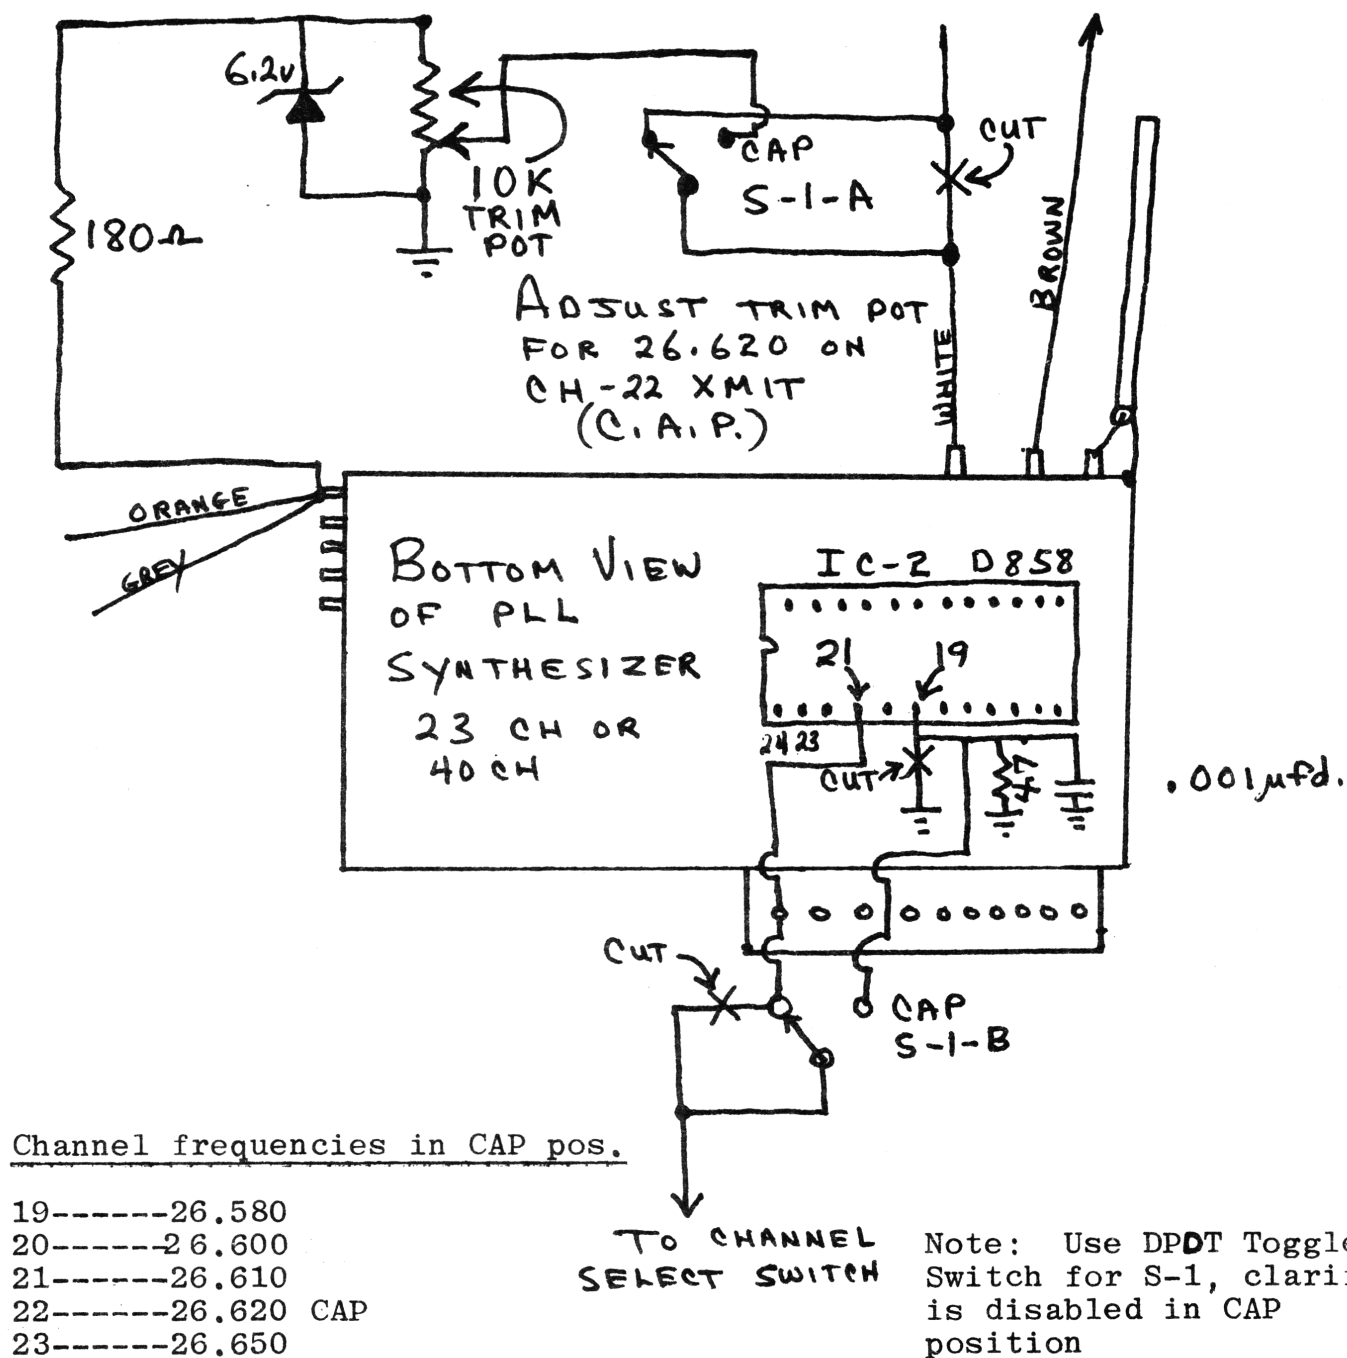 6.2v
CUT
CAP
S-1-A
10K
TRIM
POT
180Ω
BROWN
ADJUST TRIM POT
FOR 26.620 ON
CH-22 XMIT
(C.A.P.)
WHITE
ORANGE
GREY
BOTTOM VIEW
OF PLL
SYNTHESIZER
23 CH OR
40 CH
IC-2 D858
21
19
24 23
CUT
47
.001µfd.
CUT
CAP
S-1-B
Channel frequencies in CAP pos.
19------26.580
20------26.600
21------26.610
22------26.620 CAP
23------26.650
TO CHANNEL
SELECT SWITCH
Note: Use DPDT Toggle
Switch for S-1, clarif
is disabled in CAP
position